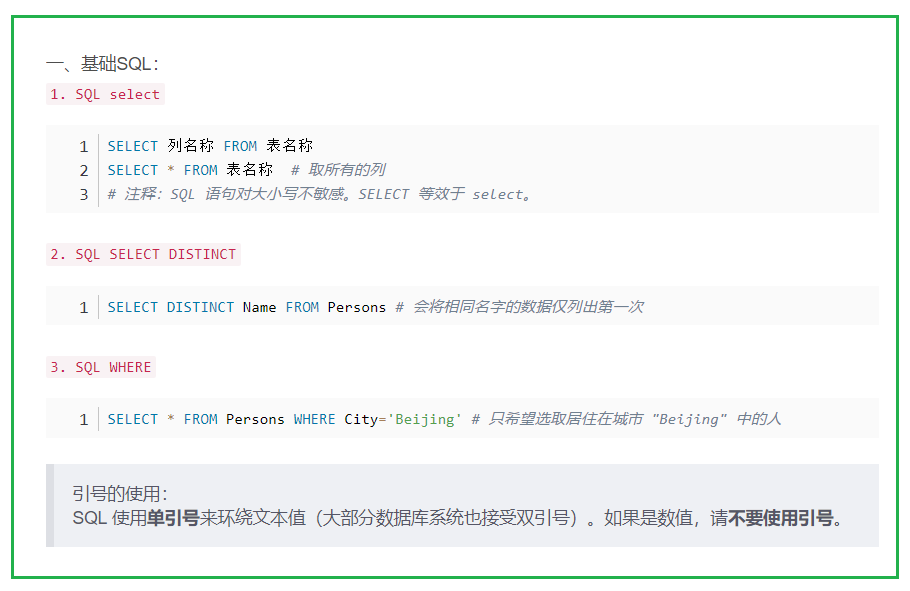 一、基础SQL：
1. SQL select
1 SELECT 列名称 FROM 表名称
2 SELECT * FROM 表名称 # 取所有的列
3 # 注释：SQL 语句对大小写不敏感。SELECT 等效于 select。
2. SQL SELECT DISTINCT
1 SELECT DISTINCT Name FROM Persons # 会将相同名字的数据仅列出第一次
3. SQL WHERE
1 SELECT * FROM Persons WHERE City='Beijing' # 只希望选取居住在城市 "Beijing" 中的人
引号的使用：
SQL 使用单引号来环绕文本值（大部分数据库系统也接受双引号）。如果是数值，请不要使用引号。